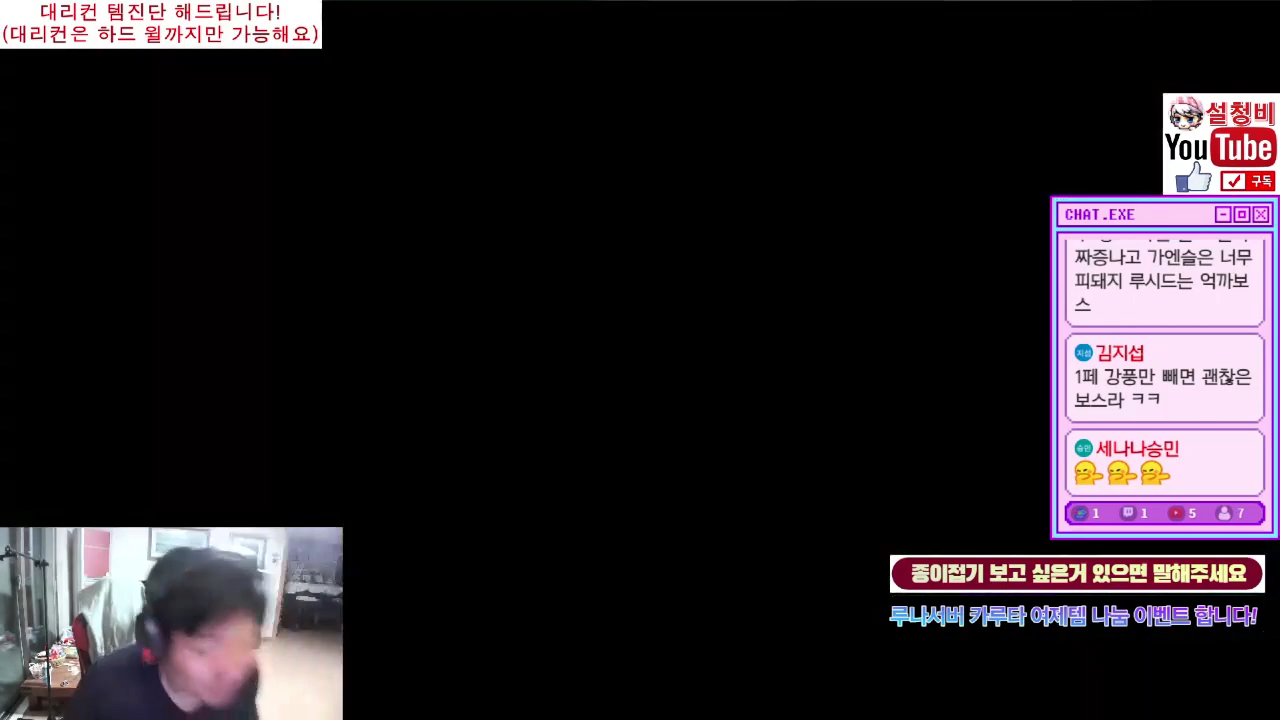 대리컨 템진단 해드립니다!
(대리컨은 하드 윌까지만 가능해요)
설청비
YouTube
구독
CHAT.EXE
짜증나고 가엔슬은 너무
피돼지 루시드는 억까보
스
지섭 김지섭
1페 강풍만 빼면 괜찮은
보스라 ㅋㅋ
승민 세나나승민
1 1 5 7
종이접기 보고 싶은거 있으면 말해주세요
루나서버 카루타 여제템 나눔 이벤트 합니다!